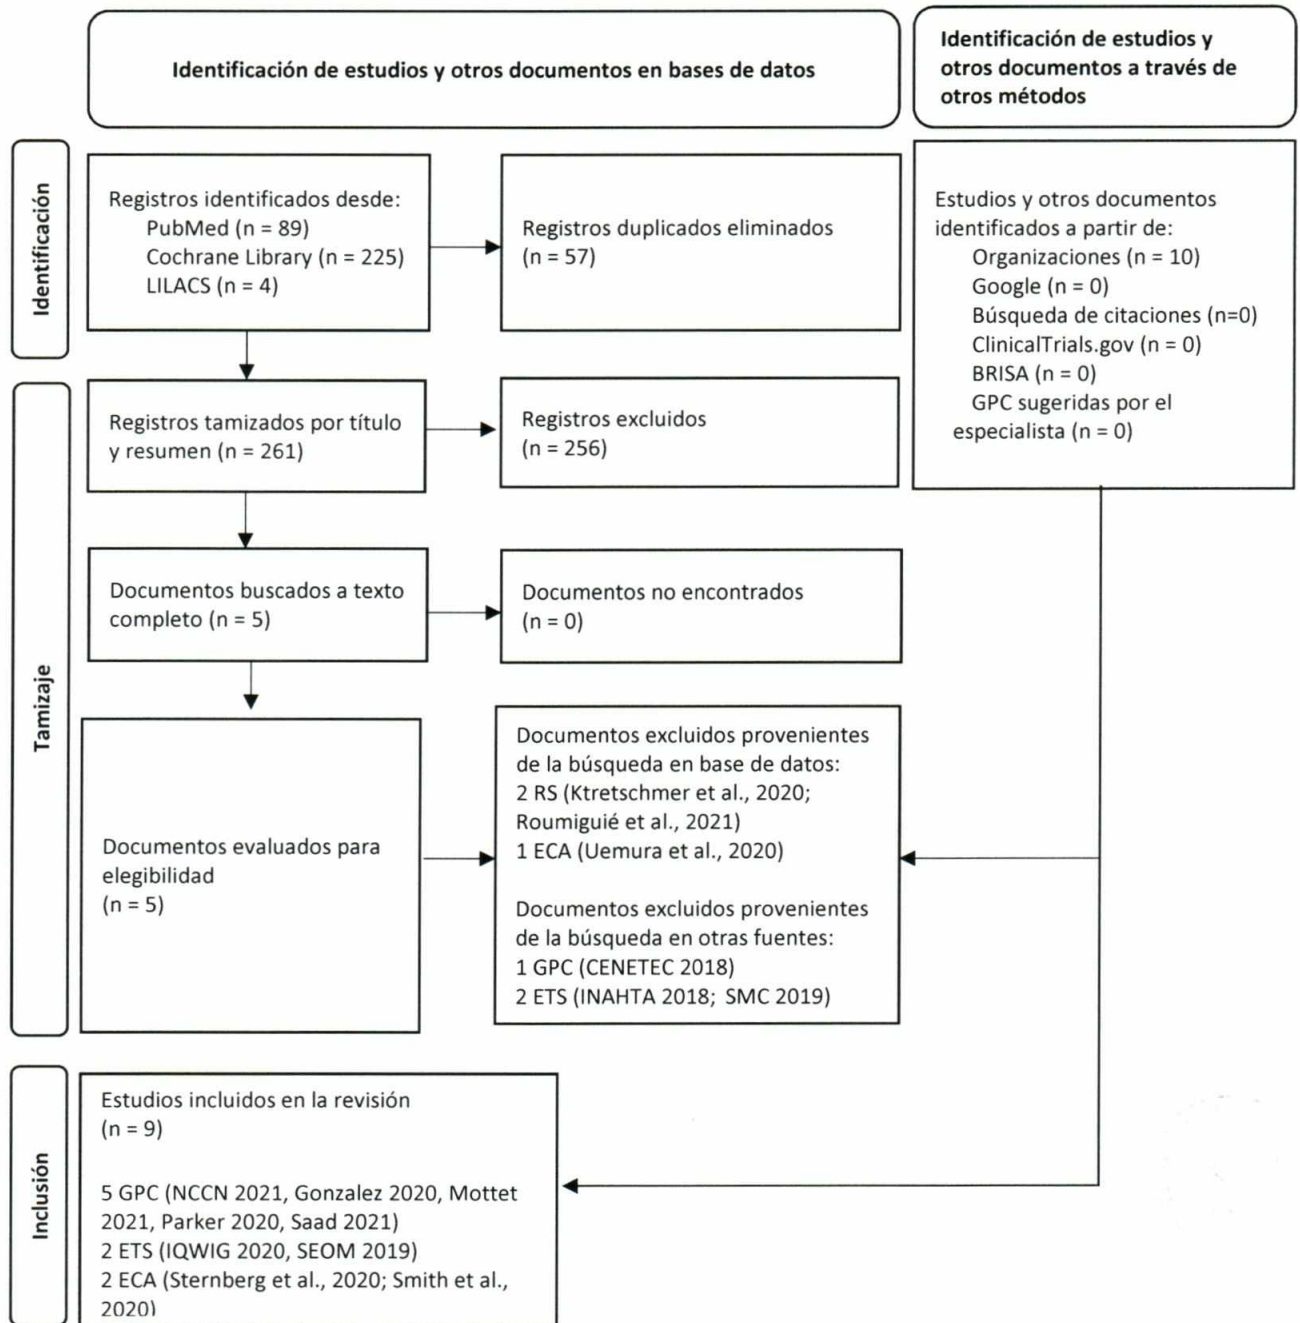 Identificación de estudios y otros documentos en bases de datos
Identificación de estudios y
otros documentos a través de
otros métodos
Identificación
Registros identificados desde:
PubMed (n = 89)
Cochrane Library (n = 225)
LILACS (n = 4)
Registros duplicados eliminados
(n = 57)
Estudios y otros documentos
identificados a partir de:
Organizaciones (n = 10)
Google (n = 0)
Búsqueda de citaciones (n=0)
ClinicalTrials.gov (n = 0)
BRISA (n = 0)
GPC sugeridas por el
especialista (n = 0)
Tamizaje
Registros tamizados por título
y resumen (n = 261)
Registros excluidos
(n = 256)
Documentos buscados a texto
completo (n = 5)
Documentos no encontrados
(n = 0)
Documentos evaluados para
elegibilidad
(n = 5)
Documentos excluidos provenientes
de la búsqueda en base de datos:
2 RS (Ktretschmer et al., 2020;
Roumiguié et al., 2021)
1 ECA (Uemura et al., 2020)
Documentos excluidos provenientes
de la búsqueda en otras fuentes:
1 GPC (CENETEC 2018)
2 ETS (INAHTA 2018; SMC 2019)
Inclusión
Estudios incluidos en la revisión
(n = 9)
5 GPC (NCCN 2021, Gonzalez 2020, Mottet
2021, Parker 2020, Saad 2021)
2 ETS (IQWIG 2020, SEOM 2019)
2 ECA (Sternberg et al., 2020; Smith et al.,
2020)